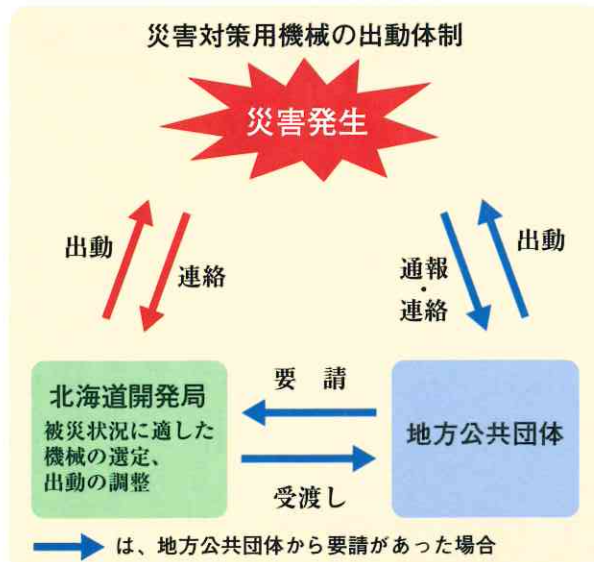 災害対策用機械の出動体制
災害発生
出動
連絡
通報
・
連絡
出動
北海道開発局
被災状況に適した
機械の選定、
出動の調整
要 請
受渡し
地方公共団体
は、地方公共団体から要請があった場合